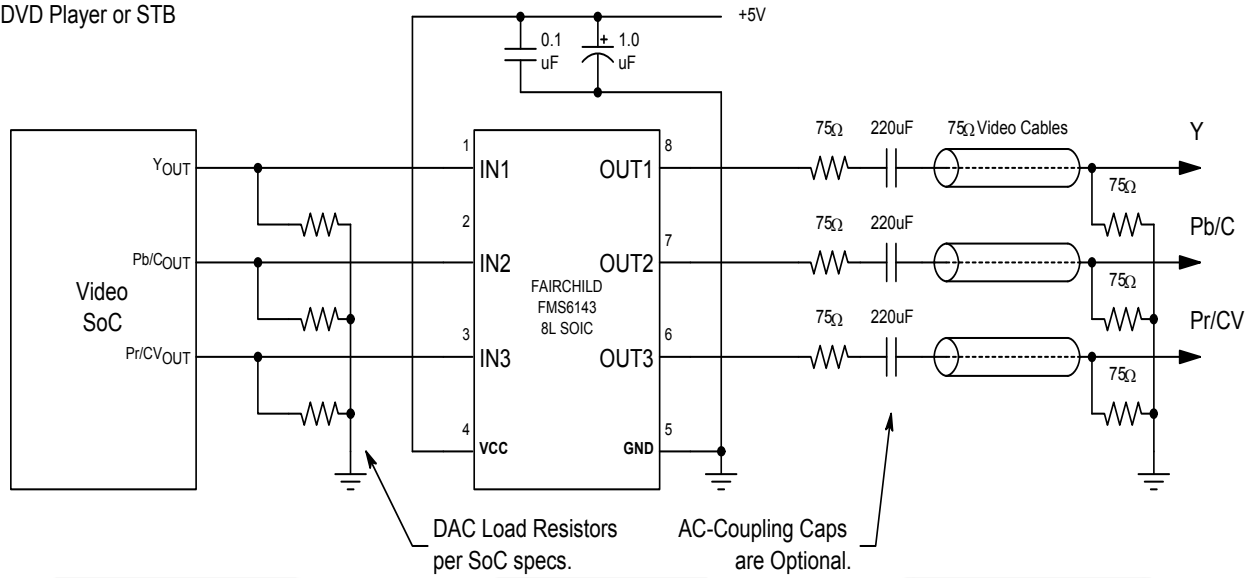 DVD Player or STB
+5V
0.1
uF
+ 1.0
uF
75Ω 220uF 75Ω Video Cables Y
1 8
YOUT IN1 OUT1
75Ω
2 7
75Ω 220uF Pb/C
Pb/COUT IN2 OUT2
Video
SoC
FAIRCHILD
FMS6143
8L SOIC
75Ω
3 6
75Ω 220uF Pr/CV
Pr/CVOUT IN3 OUT3
75Ω
4 5
VCC GND
DAC Load Resistors
per SoC specs.
AC-Coupling Caps
are Optional.